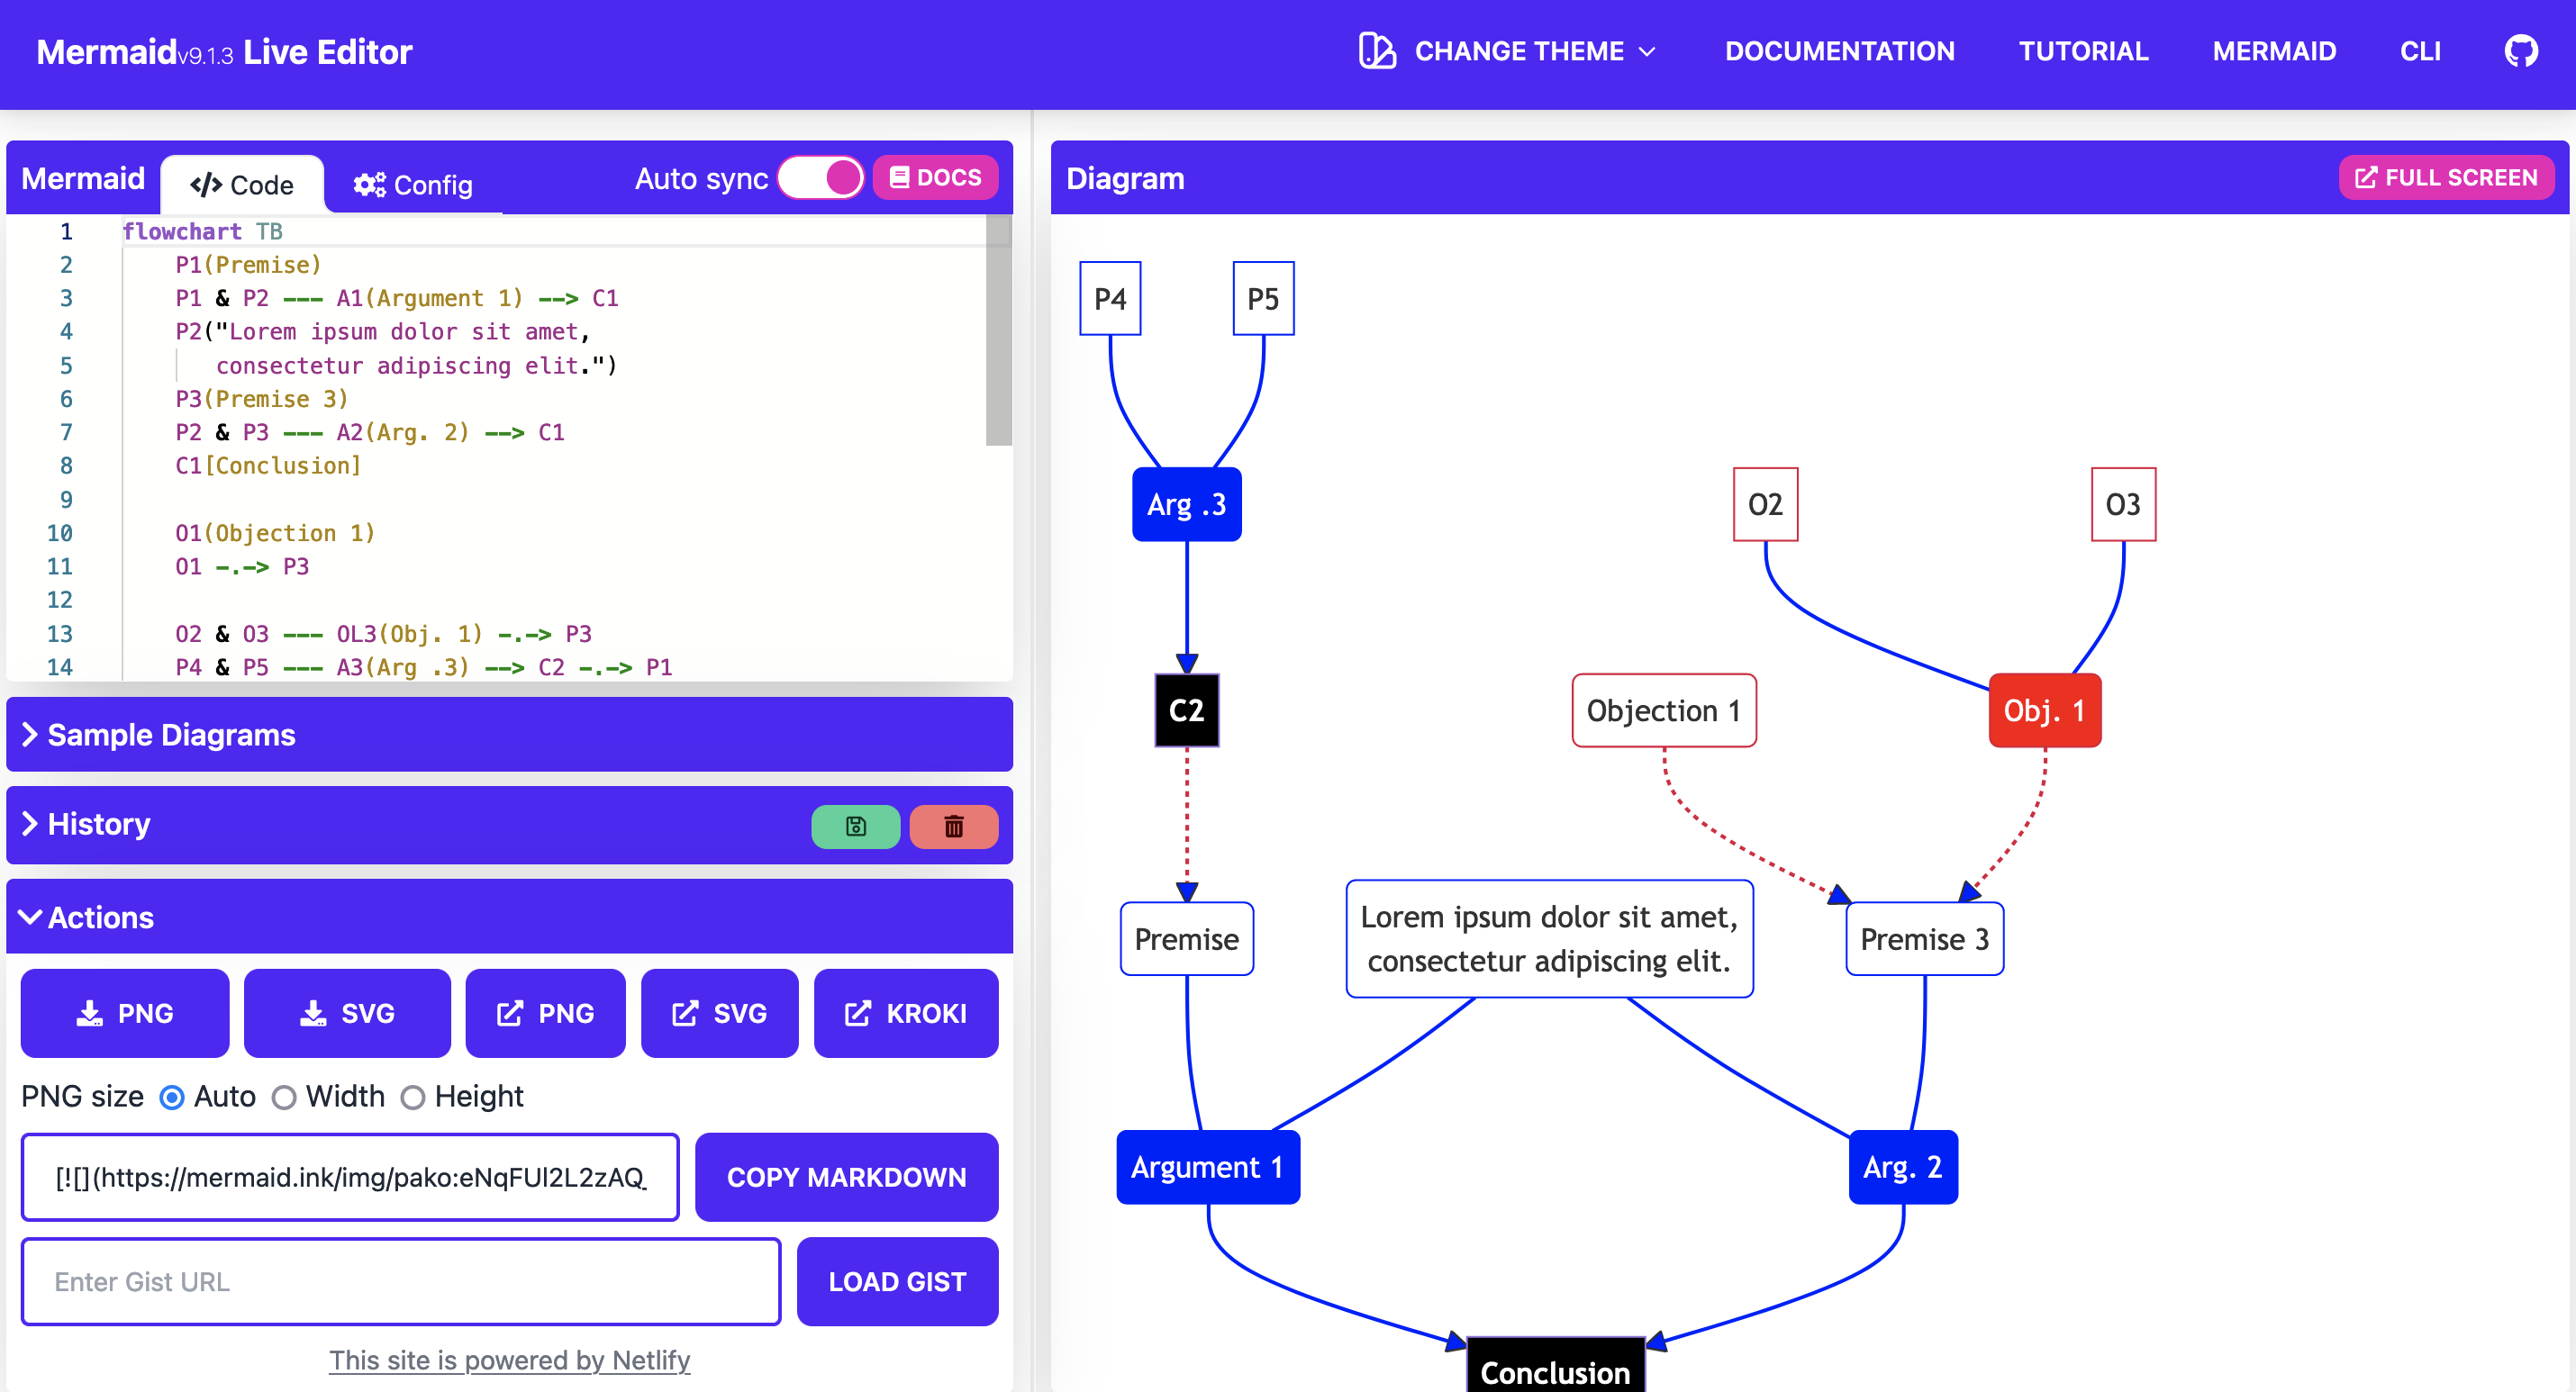 Mermaidv9.1.3 Live Editor
CHANGE THEME
DOCUMENTATION
TUTORIAL
MERMAID
CLI
Mermaid
Code
Config
Auto sync
DOCS
1 flowchart TB
2 P1(Premise)
3 P1 & P2 --- A1(Argument 1) --> C1
4 P2("Lorem ipsum dolor sit amet,
5 consectetur adipiscing elit.")
6 P3(Premise 3)
7 P2 & P3 --- A2(Arg. 2) --> C1
8 C1[Conclusion]
9
10 O1(Objection 1)
11 O1 -.-> P3
12
13 O2 & O3 --- OL3(Obj. 1) -.-> P3
14 P4 & P5 --- A3(Arg .3) --> C2 -.-> P1
Sample Diagrams
History
Actions
PNG
SVG
PNG
SVG
KROKI
PNG size Auto Width Height
[![](https://mermaid.ink/img/pako:eNqFUl2L2zAQ_
COPY MARKDOWN
Enter Gist URL
LOAD GIST
This site is powered by Netlify
Diagram
FULL SCREEN
P4
P5
Arg .3
O2
O3
C2
Objection 1
Obj. 1
Premise
Lorem ipsum dolor sit amet,
consectetur adipiscing elit.
Premise 3
Argument 1
Arg. 2
Conclusion